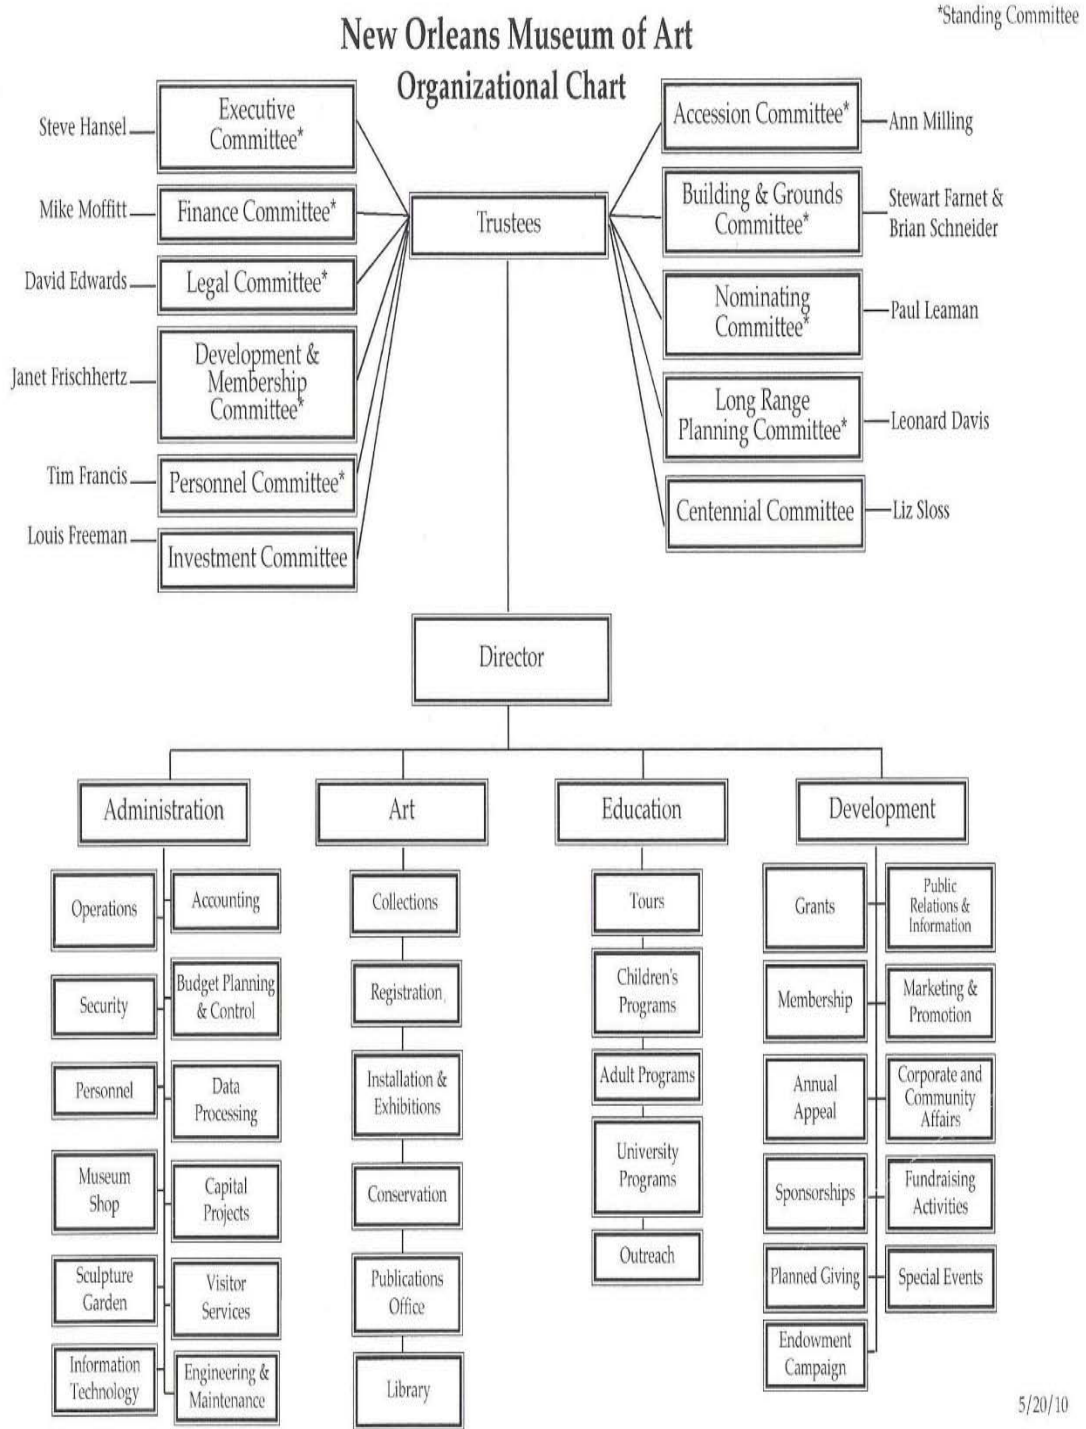 *Standing Committee
New Orleans Museum of Art
Organizational Chart
Steve Hansel
Executive
Committee*
Mike Moffitt
Finance Committee*
David Edwards
Legal Committee*
Janet Frischhertz
Development &
Membership
Committee*
Tim Francis
Personnel Committee*
Louis Freeman
Investment Committee
Trustees
Accession Committee*
Ann Milling
Building & Grounds
Committee*
Stewart Farnet &
Brian Schneider
Nominating
Committee*
Paul Leaman
Long Range
Planning Committee*
Leonard Davis
Centennial Committee
Liz Sloss
Director
Administration
Operations
Accounting
Security
Budget Planning
& Control
Personnel
Data
Processing
Museum
Shop
Capital
Projects
Sculpture
Garden
Visitor
Services
Information
Technology
Engineering &
Maintenance
Art
Collections
Registration
Installation &
Exhibitions
Conservation
Publications
Office
Library
Education
Tours
Children's
Programs
Adult Programs
University
Programs
Outreach
Development
Grants
Public
Relations &
Information
Membership
Marketing &
Promotion
Annual
Appeal
Corporate and
Community
Affairs
Sponsorships
Fundraising
Activities
Planned Giving
Special Events
Endowment
Campaign
5/20/10